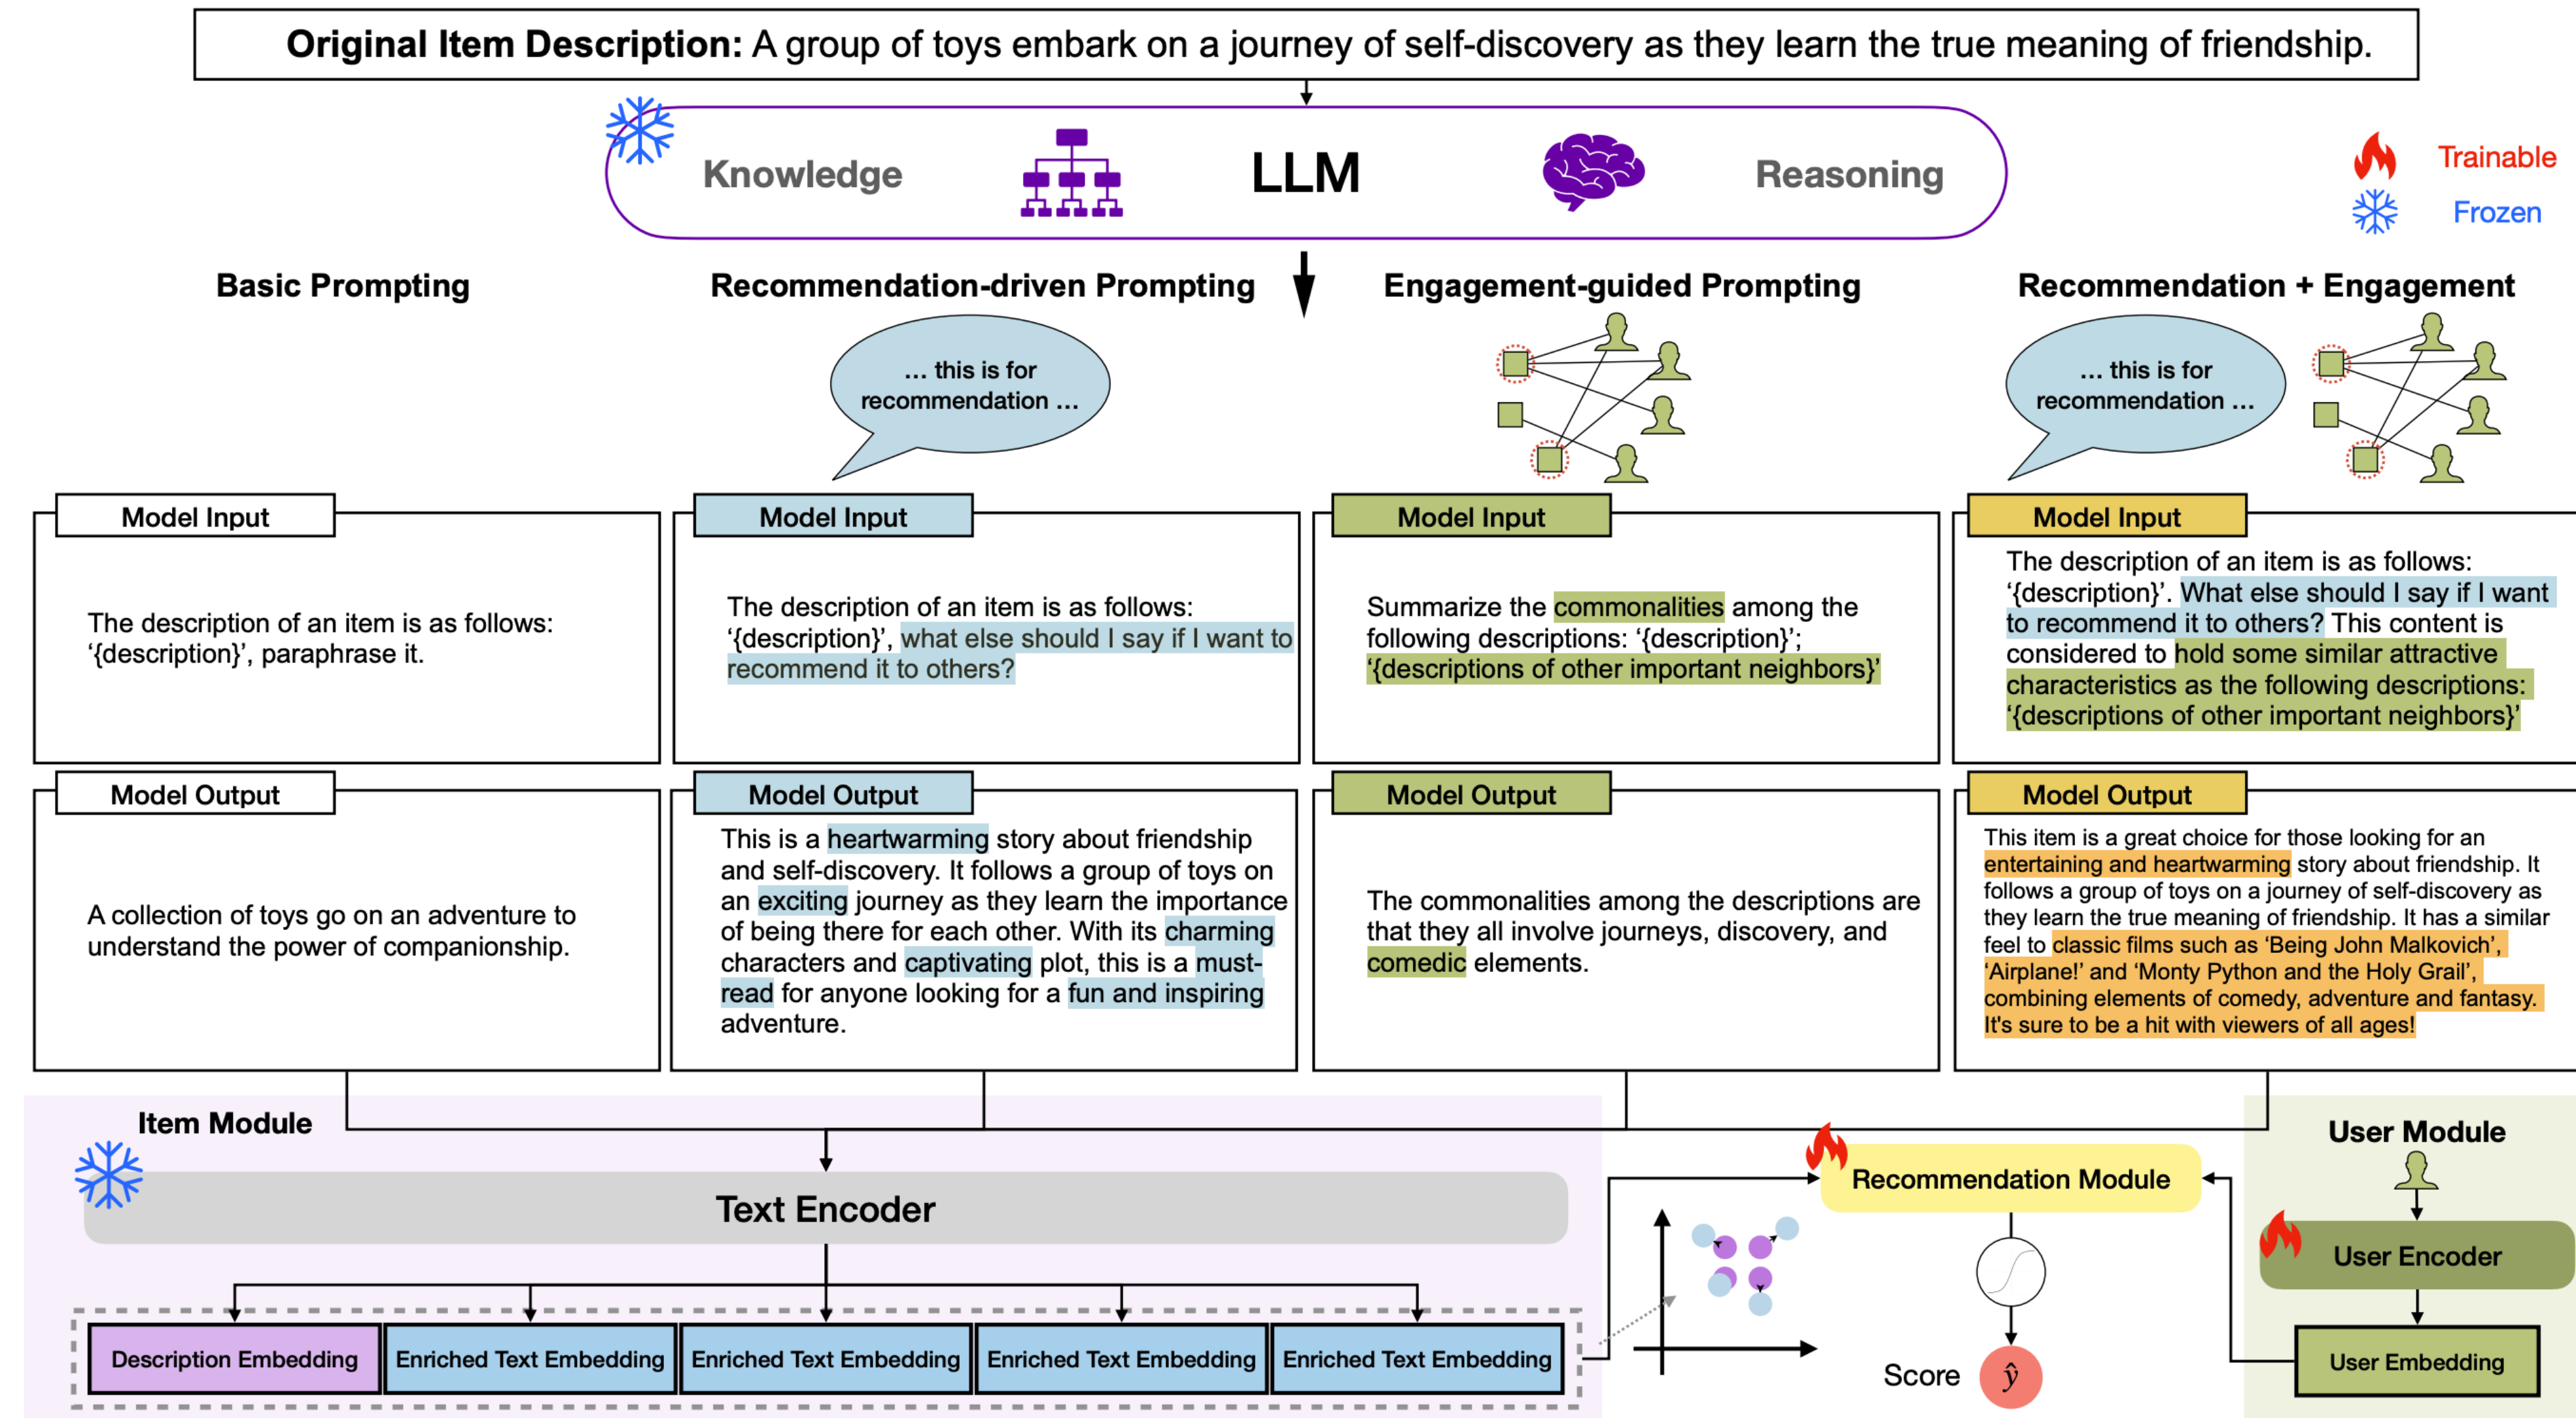 Original Item Description: A group of toys embark on a journey of self-discovery as they learn the true meaning of friendship.
Knowledge
LLM
Reasoning
Trainable
Frozen
Basic Prompting
Recommendation-driven Prompting
Engagement-guided Prompting
Recommendation + Engagement
... this is for
recommendation ...
... this is for
recommendation ...
Model Input
The description of an item is as follows:
‘{description}’, paraphrase it.
Model Input
The description of an item is as follows:
‘{description}’, what else should I say if I want to
recommend it to others?
Model Input
Summarize the commonalities among the
following descriptions: ‘{description}’;
‘{descriptions of other important neighbors}’
Model Input
The description of an item is as follows:
‘{description}’. What else should I say if I want
to recommend it to others? This content is
considered to hold some similar attractive
characteristics as the following descriptions:
‘{descriptions of other important neighbors}’
Model Output
A collection of toys go on an adventure to
understand the power of companionship.
Model Output
This is a heartwarming story about friendship
and self-discovery. It follows a group of toys on
an exciting journey as they learn the importance
of being there for each other. With its charming
characters and captivating plot, this is a must-
read for anyone looking for a fun and inspiring
adventure.
Model Output
The commonalities among the descriptions are
that they all involve journeys, discovery, and
comedic elements.
Model Output
This item is a great choice for those looking for an
entertaining and heartwarming story about friendship. It
follows a group of toys on a journey of self-discovery as
they learn the true meaning of friendship. It has a similar
feel to classic films such as ‘Being John Malkovich’,
‘Airplane!’ and ‘Monty Python and the Holy Grail’,
combining elements of comedy, adventure and fantasy.
It's sure to be a hit with viewers of all ages!
Item Module
Text Encoder
Description Embedding
Enriched Text Embedding
Enriched Text Embedding
Enriched Text Embedding
Enriched Text Embedding
Recommendation Module
Score
ŷ
User Module
User Encoder
User Embedding